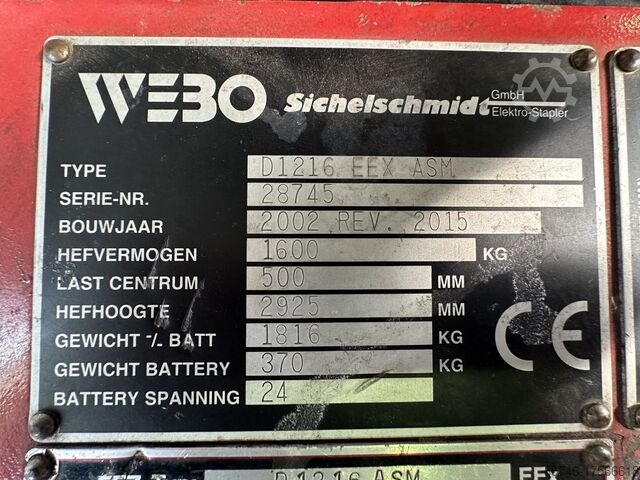 WEBO Sichelschmidt GmbH Elektro-Stapler
TYPE D1216 EEX ASM
SERIE-NR. 28745
BOUWJAAR 2002 REV. 2015
HEFVERMOGEN 1600 KG
LAST CENTRUM 500 MM
HEFHOOGTE 2925 MM
GEWICHT -/- BATT 1816 KG
GEWICHT BATTERY 370 KG
BATTERY SPANNING 24
CE
D1216 ASM EEx